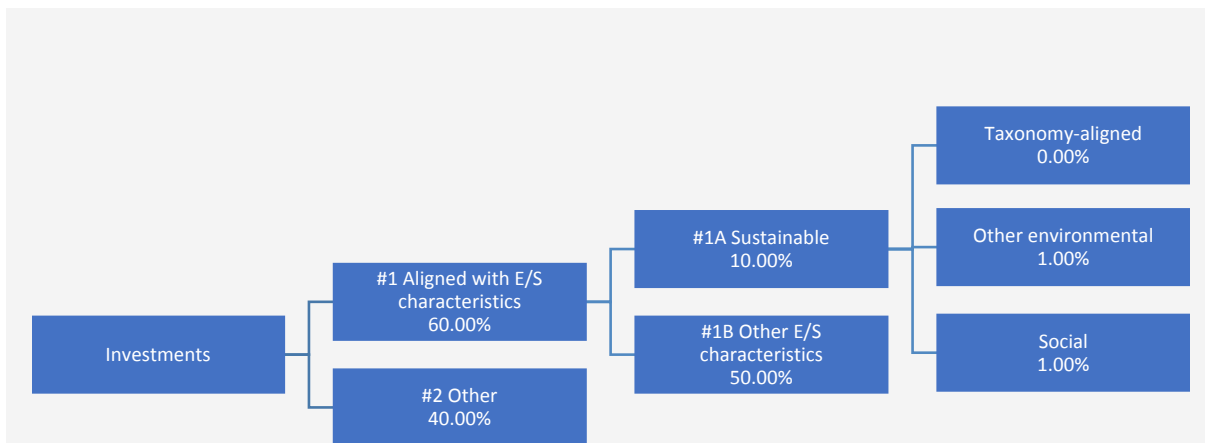 Investments
#1 Aligned with E/S
characteristics
60.00%
#2 Other
40.00%
#1A Sustainable
10.00%
#1B Other E/S
characteristics
50.00%
Taxonomy-aligned
0.00%
Other environmental
1.00%
Social
1.00%